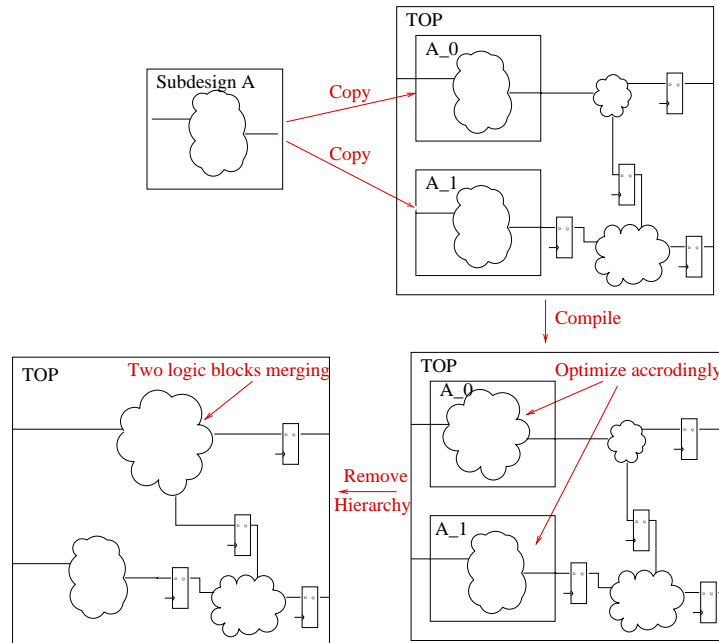 TOP
A_0
Subdesign A
Copy
Copy
A_1
Compile
TOP
Two logic blocks merging
TOP
Optimize accrodingly
A_0
Remove
Hierarchy
A_1